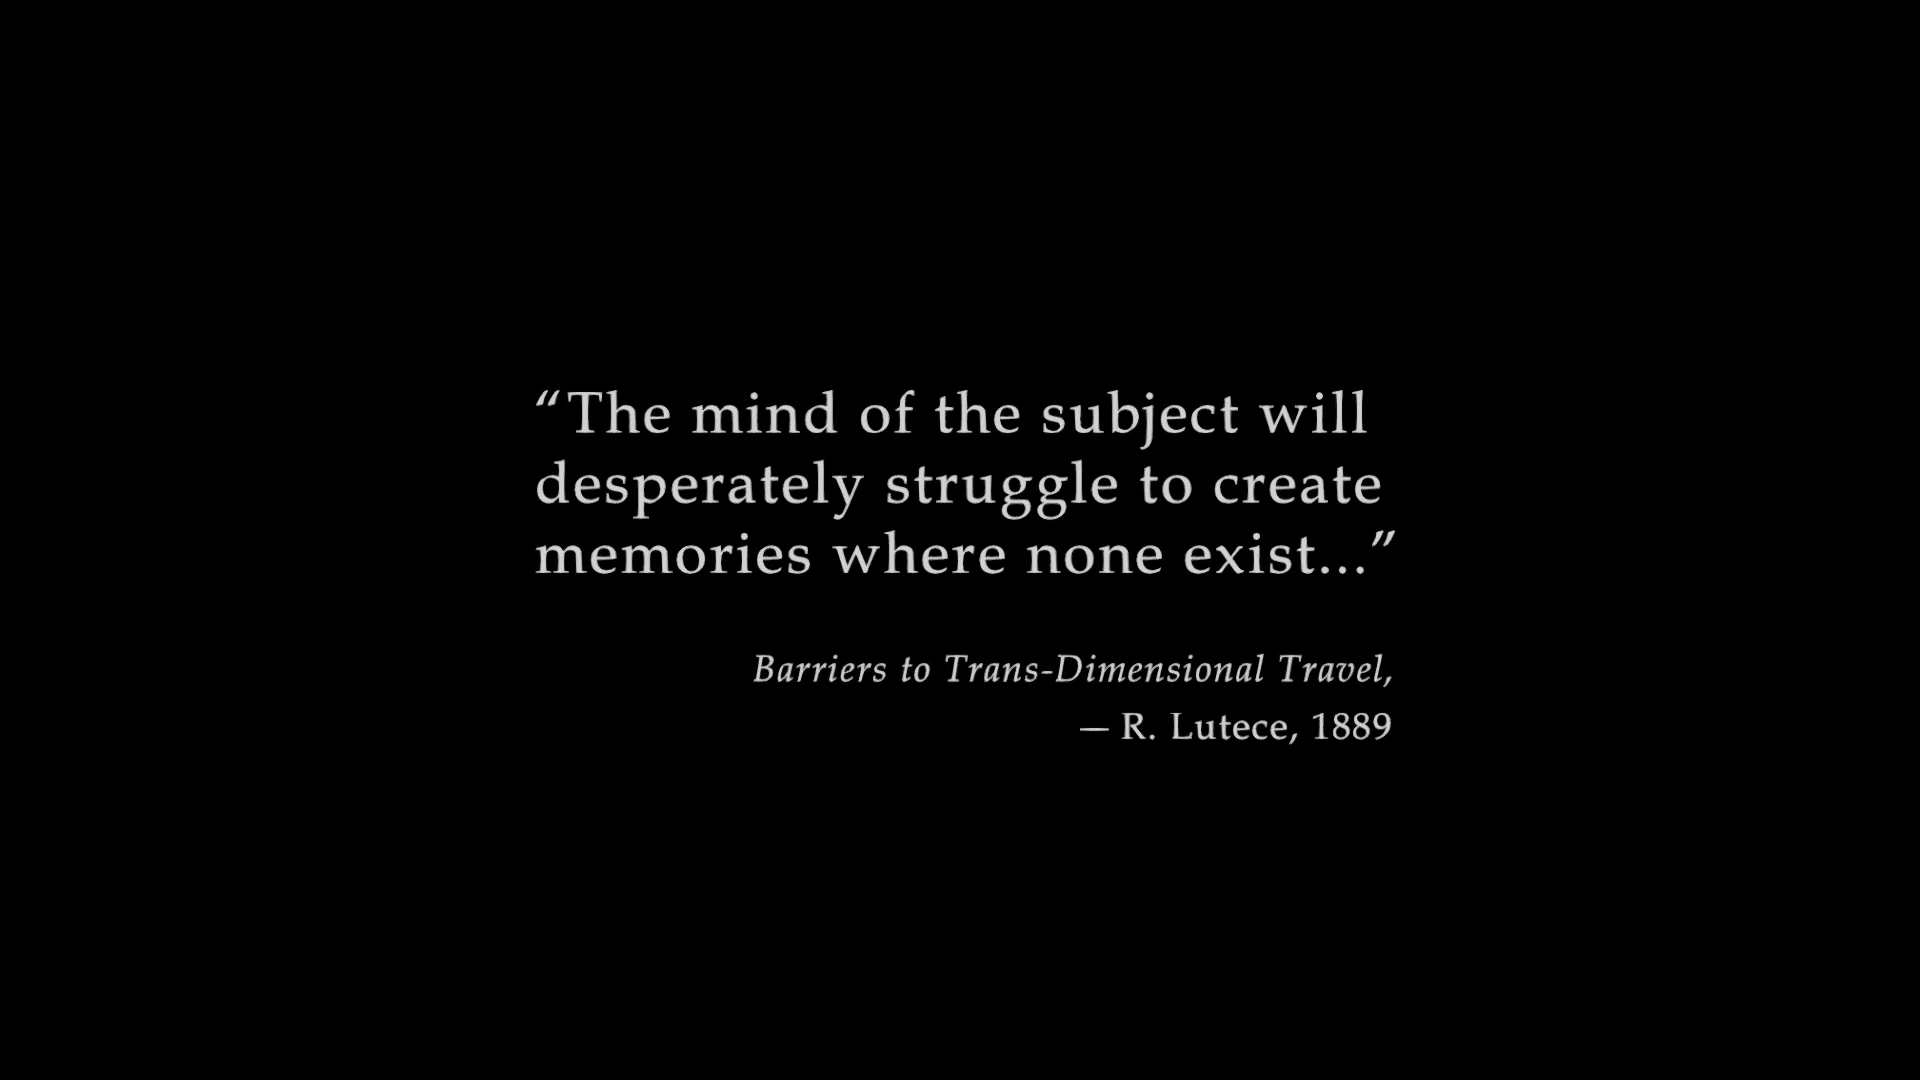 “The mind of the subject will
desperately struggle to create
memories where none exist...”
Barriers to Trans-Dimensional Travel,
— R. Lutece, 1889